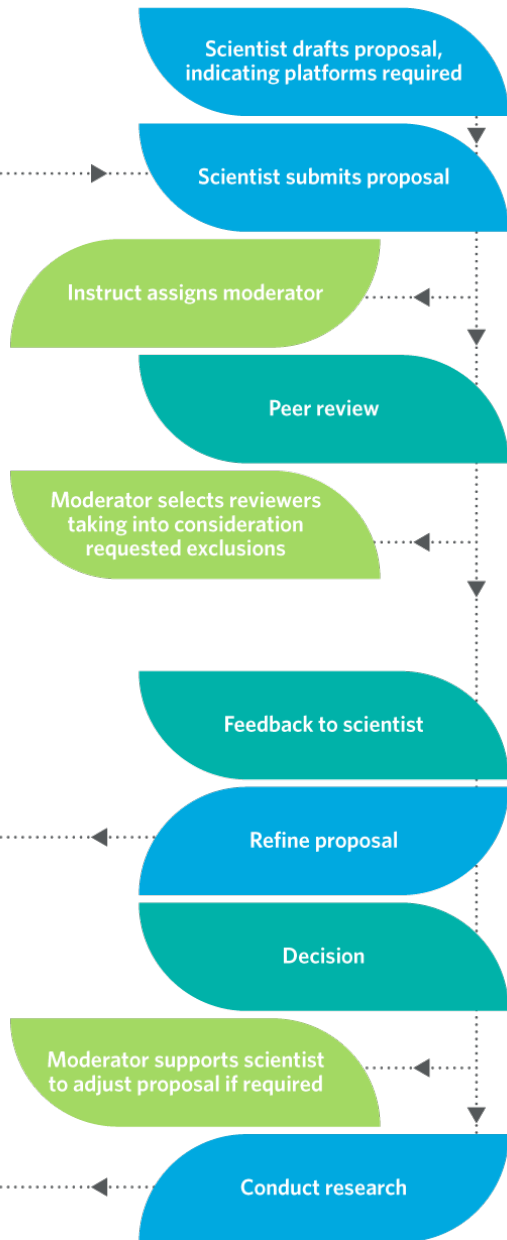 Scientist drafts proposal,
indicating platforms required
Scientist submits proposal
Instruct assigns moderator
Peer review
Moderator selects reviewers
taking into consideration
requested exclusions
Feedback to scientist
Refine proposal
Decision
Moderator supports scientist
to adjust proposal if required
Conduct research